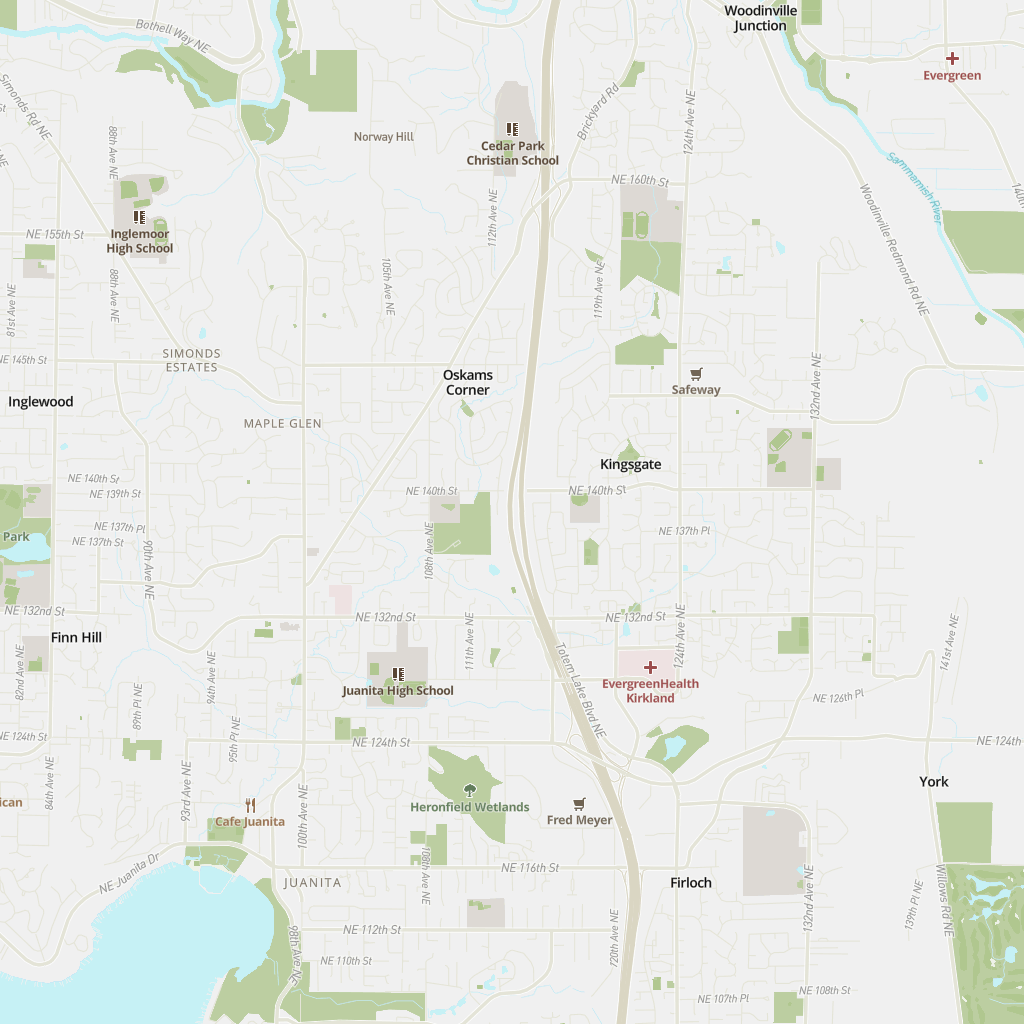 Woodinville
Junction
Bothell Way NE
Evergreen
Simonds Rd NE
88th Ave NE
Norway Hill
Cedar Park
Christian School
Brickyard Rd
124th Ave NE
Sammamish River
NE 160th St
Woodinville Redmond Rd NE
112th Ave NE
Inglemoor
High School
NE 155th St
88th Ave NE
105th Ave NE
119th Ave NE
81st Ave NE
NE 145th St
SIMONDS
ESTATES
Oskams
Corner
Safeway
132nd Ave NE
Inglewood
MAPLE GLEN
Kingsgate
NE 140th St
NE 139th St
NE 140th St
NE 140th St
NE 137th Pl
NE 137th Pl
Park
NE 137th St
90th Ave NE
108th Ave NE
NE 132nd St
NE 132nd St
NE 132nd St
Finn Hill
111th Ave NE
124th Ave NE
141st Ave NE
82nd Ave NE
94th Ave NE
Totem Lake Blvd NE
EvergreenHealth
Kirkland
Juanita High School
89th Pl NE
95th Pl NE
NE 126th Pl
NE 124th St
NE 124th St
NE 124th
84th Ave NE
93rd Ave NE
York
ican
Cafe Juanita
100th Ave NE
Heronfield Wetlands
Fred Meyer
NE Juanita Dr
NE 116th St
JUANITA
108th Ave NE
Firloch
132nd Ave NE
139th Pl NE
Willows Rd NE
98th Ave NE
NE 112th St
120th Ave NE
NE 110th St
NE 107th Pl
NE 108th St